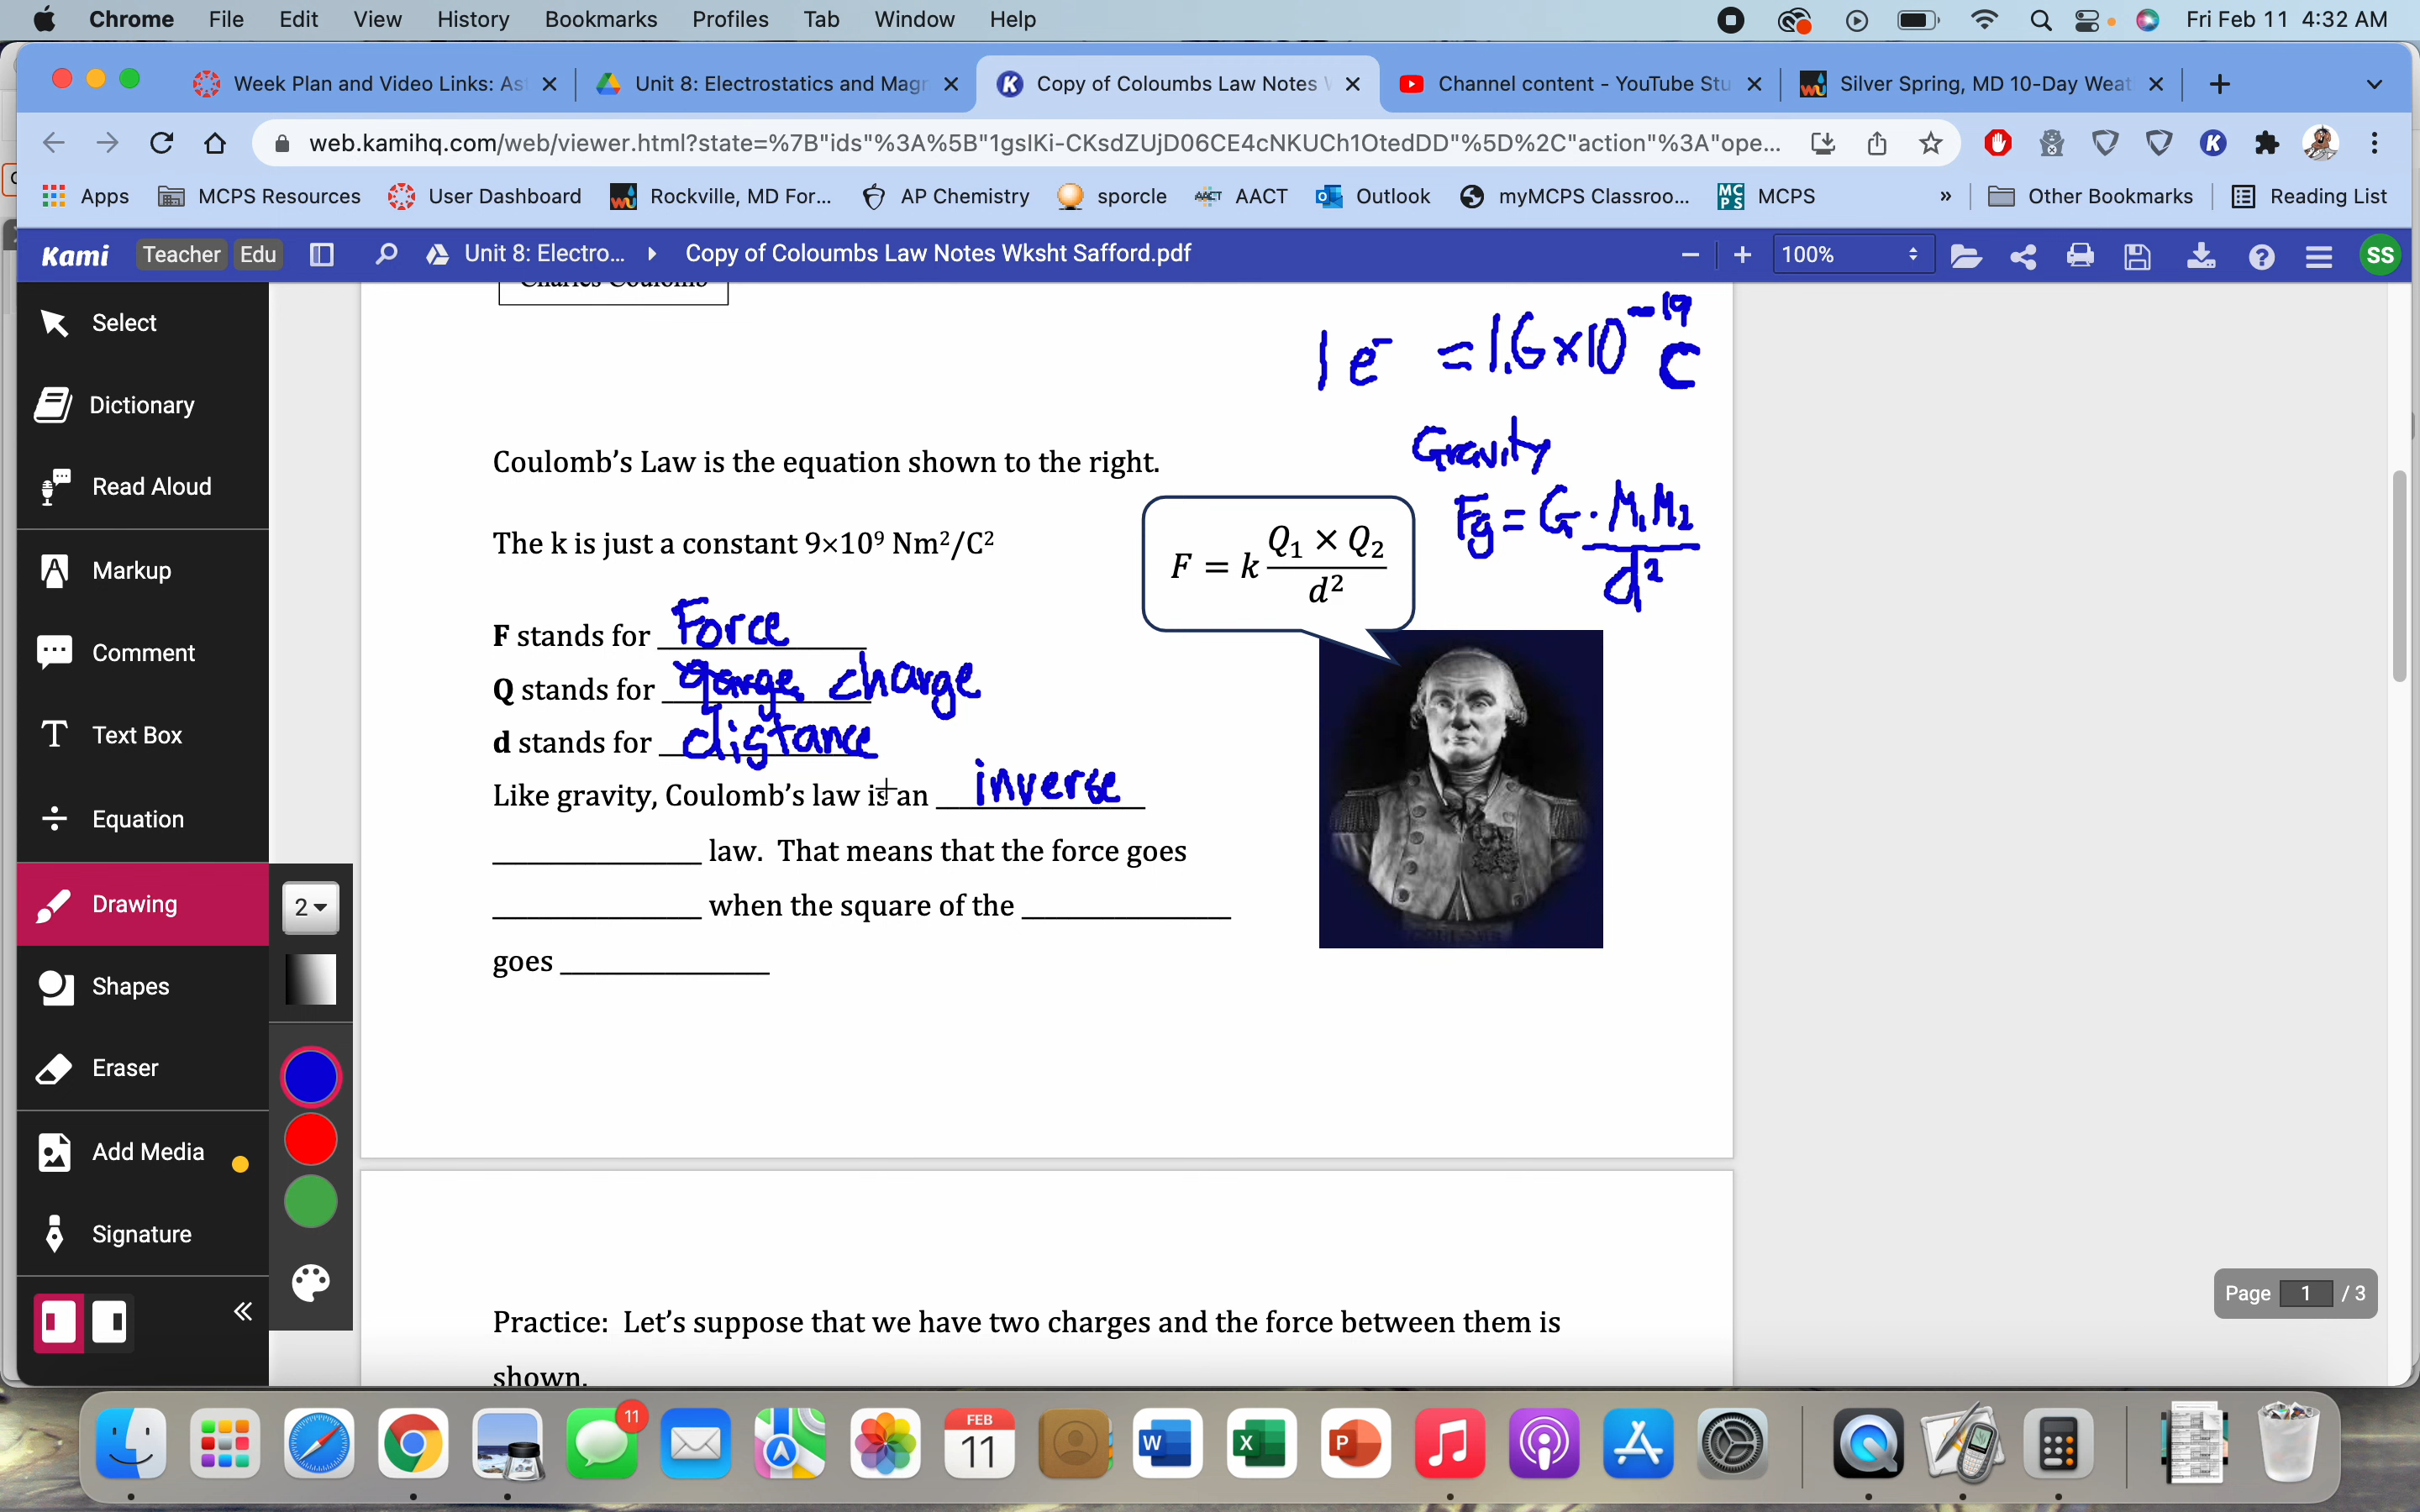 Chrome File Edit View History Bookmarks Profiles Tab Window Help Fri Feb 11 4:32 AM
Week Plan and Video Links: As Unit 8: Electrostatics and Magn Copy of Coloumbs Law Notes W Channel content - YouTube Stu Silver Spring, MD 10-Day Weat
web.kamihq.com/web/viewer.html?state=%7B"ids"%3A%5B"1gslKi-CKsdZUjD06CE4cNKUCh1OtedDD"%5D%2C"action"%3A"ope...
Apps MCPS Resources User Dashboard Rockville, MD For... AP Chemistry sporcle AACT Outlook myMCPS Classroo... MCPS » Other Bookmarks Reading List
Kami Teacher Edu Unit 8: Electro... Copy of Coloumbs Law Notes Wksht Safford.pdf 100% SS
Select
Dictionary
Read Aloud
Markup
Comment
Text Box
Equation
Drawing
Shapes
Eraser
Add Media
Signature
2
Charles Coulomb
1 e⁻ = 1.6×10⁻¹⁹ C
Gravity
Fg = G · M₁M₂ / d²
Coulomb’s Law is the equation shown to the right.
The k is just a constant 9×10⁹ Nm²/C²
F = k Q₁ × Q₂ / d²
F stands for Force
Q stands for charge
d stands for distance
Like gravity, Coulomb’s law is an inverse
____ law. That means that the force goes
____ when the square of the ____
goes ____
Practice: Let’s suppose that we have two charges and the force between them is
shown.
Page 1 / 3
11
FEB
11
W
X
P